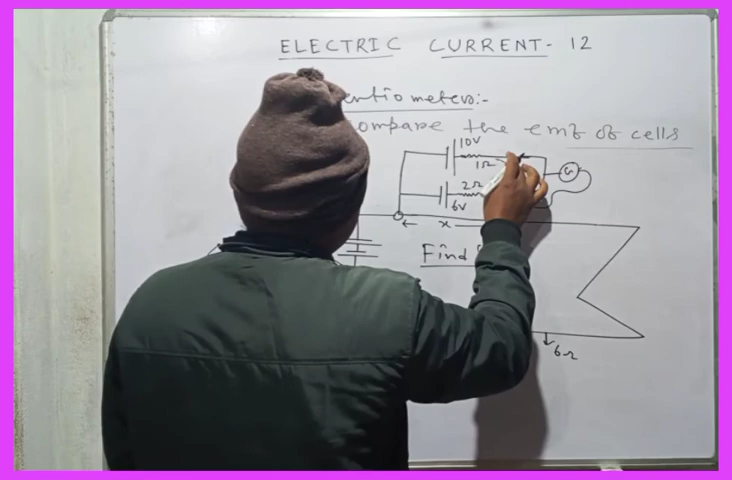 ELECTRIC CURRENT - 12
entiometers:-
ompare the emf of cells
10V
1Ω
G
2Ω
6V
← x
Find
6Ω